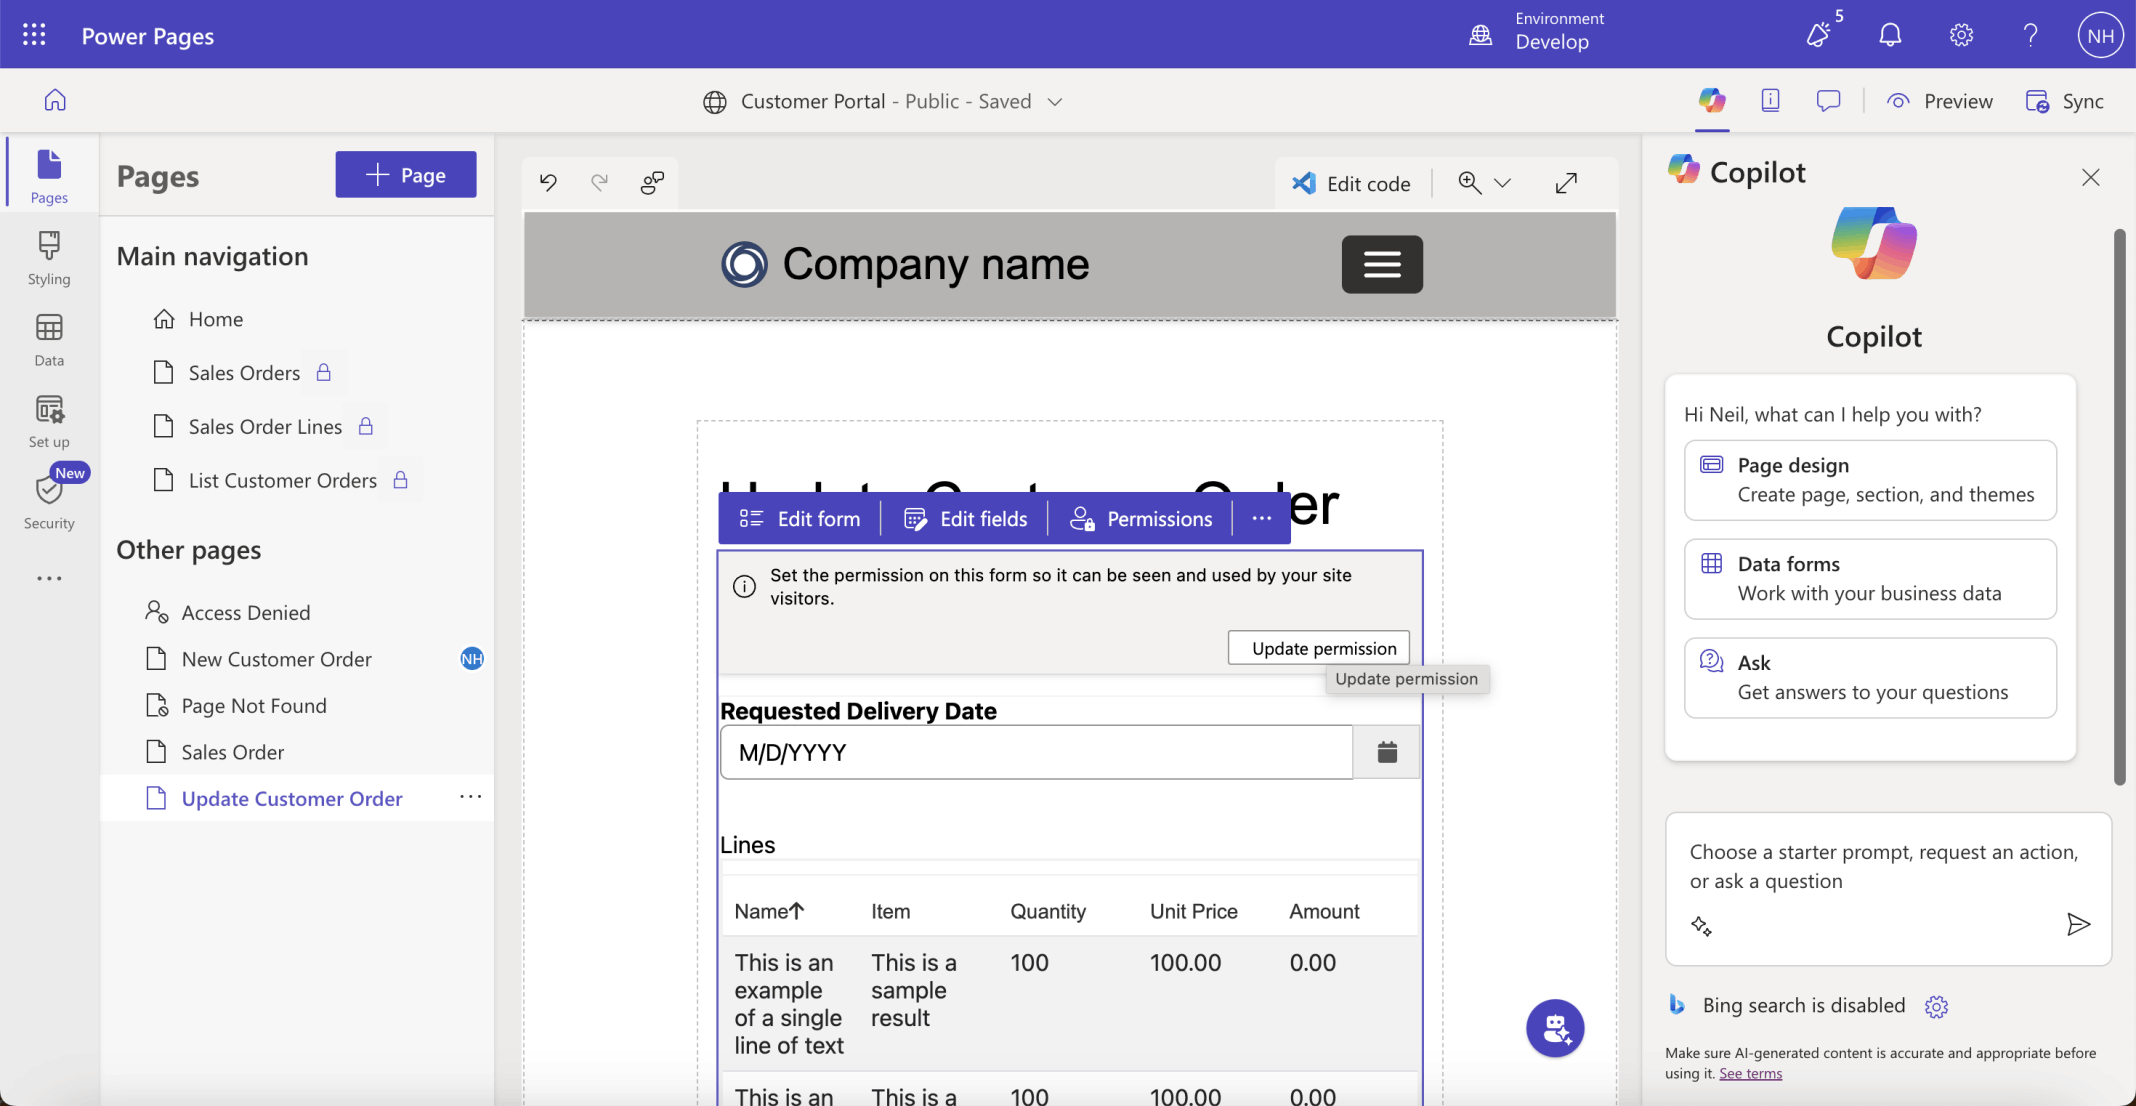 Power Pages
Environment
Develop
5
NH
Customer Portal - Public - Saved
Preview
Sync
Pages
Styling
Data
Set up
New
Security
Pages
Page
Main navigation
Home
Sales Orders
Sales Order Lines
List Customer Orders
Other pages
Access Denied
New Customer Order
NH
Page Not Found
Sales Order
Update Customer Order
Edit code
Company name
Update Customer Order
Edit form
Edit fields
Permissions
Set the permission on this form so it can be seen and used by your site
visitors.
Update permission
Update permission
Requested Delivery Date
M/D/YYYY
Lines
Name Item Quantity Unit Price Amount
This is an This is a 100 100.00 0.00
example sample
of a single result
line of text
This is an This is a 100 100.00 0.00
Copilot
Copilot
Hi Neil, what can I help you with?
Page design
Create page, section, and themes
Data forms
Work with your business data
Ask
Get answers to your questions
Choose a starter prompt, request an action,
or ask a question
Bing search is disabled
Make sure AI-generated content is accurate and appropriate before
using it. See terms